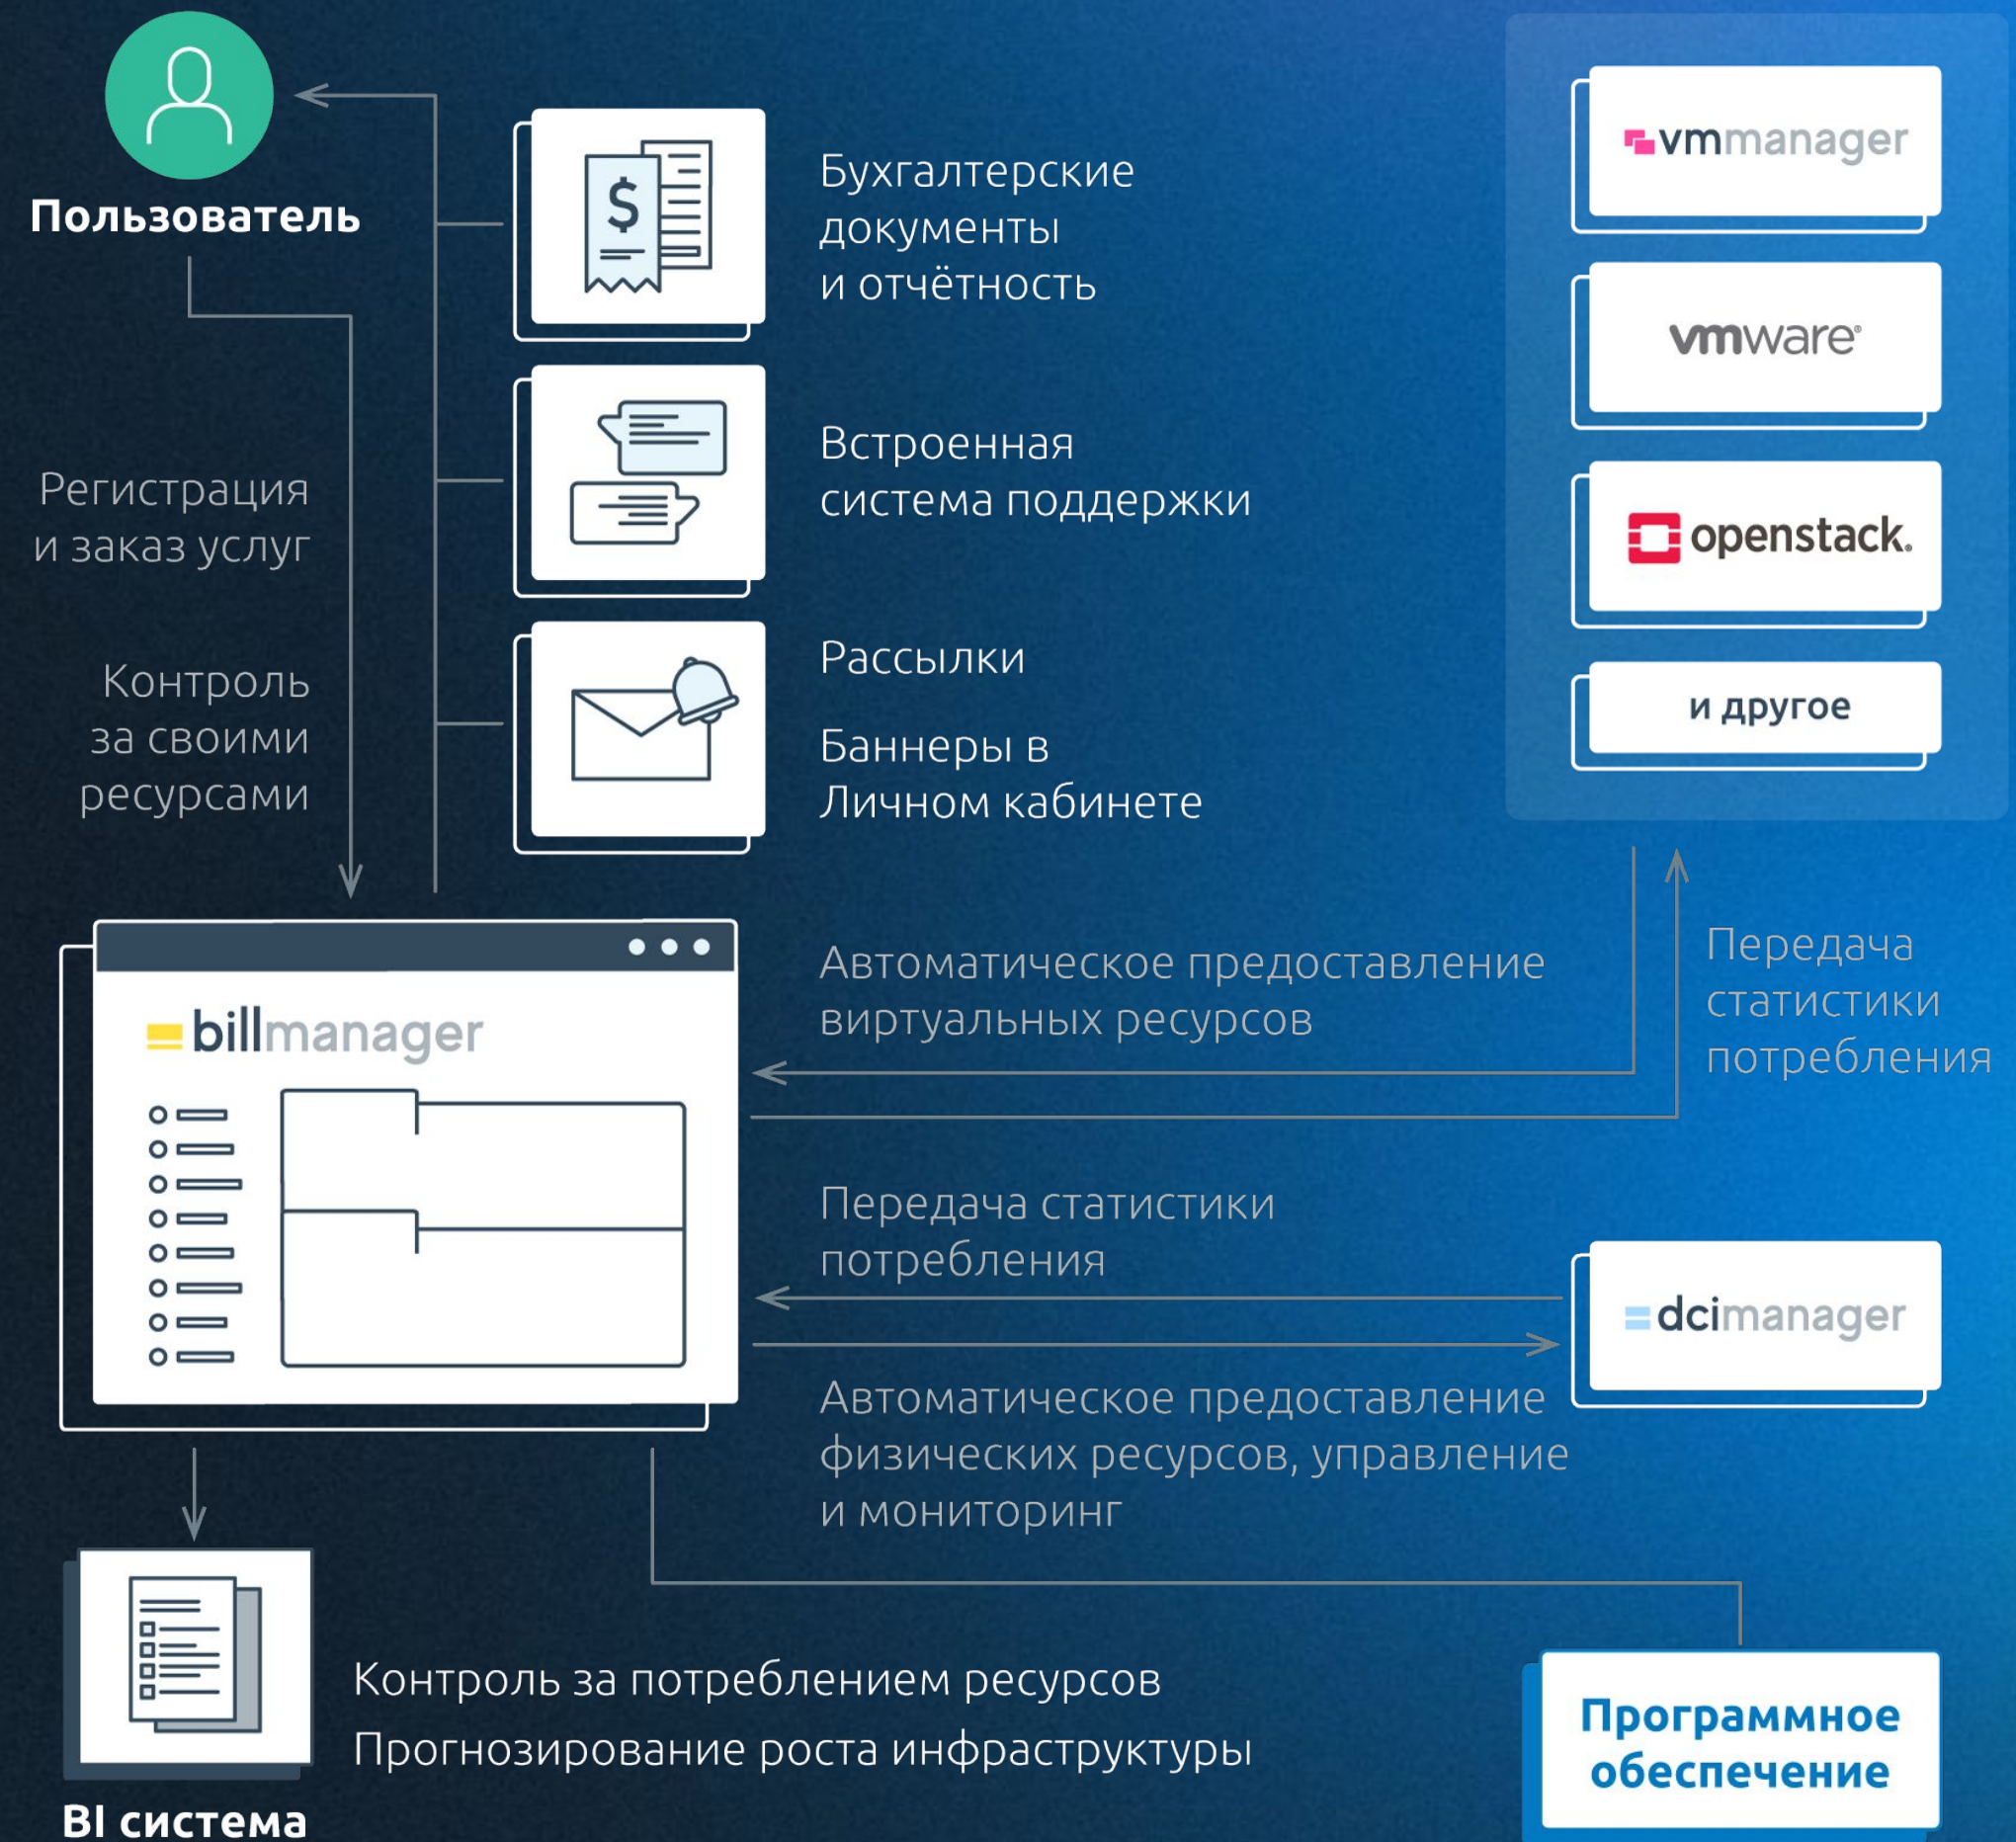 Пользователь
Регистрация
и заказ услуг
Контроль
за своими
ресурсами
$
Бухгалтерские
документы
и отчётность
Встроенная
система поддержки
Рассылки
Баннеры в
Личном кабинете
vmmanager
vmware®
openstack.
и другое
billmanager
Автоматическое предоставление
виртуальных ресурсов
Передача
статистики
потребления
Передача статистики
потребления
dcimanager
Автоматическое предоставление
физических ресурсов, управление
и мониторинг
BI система
Контроль за потреблением ресурсов
Прогнозирование роста инфраструктуры
Программное
обеспечение